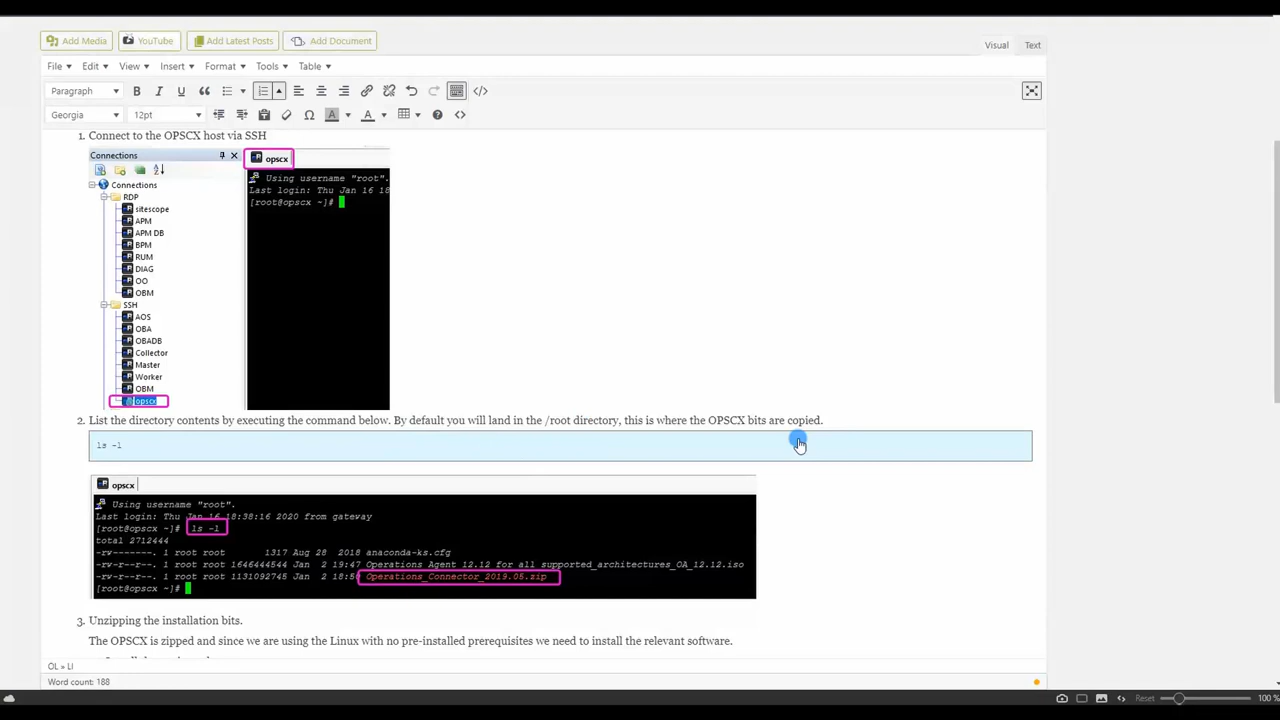 Add Media YouTube Add Latest Posts Add Document
Visual Text
File Edit View Insert Format Tools Table
Paragraph
Georgia 12pt
1. Connect to the OPSCX host via SSH
Connections
opscx
Connections
RDP
sitescope
APM
APM DB
BPM
RUM
DIAG
OO
OBM
SSH
AOS
OBA
OBADB
Collector
Master
Worker
OBM
opscx
Using username "root".
Last login: Thu Jan 16 18
[root@opscx ~]#
2. List the directory contents by executing the command below. By default you will land in the /root directory, this is where the OPSCX bits are copied.
ls -l
opscx
Using username "root".
Last login: Thu Jan 16 18:38:16 2020 from gateway
[root@opscx ~]# ls -l
total 2712444
-rw-------. 1 root root 1317 Aug 28 2018 anaconda-ks.cfg
-rw-r--r--. 1 root root 1646444544 Jan 2 19:47 Operations Agent 12.12 for all supported_architectures_OA_12.12.iso
-rw-r--r--. 1 root root 1131092745 Jan 2 18:50 Operations_Connector_2019.05.zip
[root@opscx ~]#
3. Unzipping the installation bits.
The OPSCX is zipped and since we are using the Linux with no pre-installed prerequisites we need to install the relevant software.
OL » LI
Word count: 188
Reset 100 %